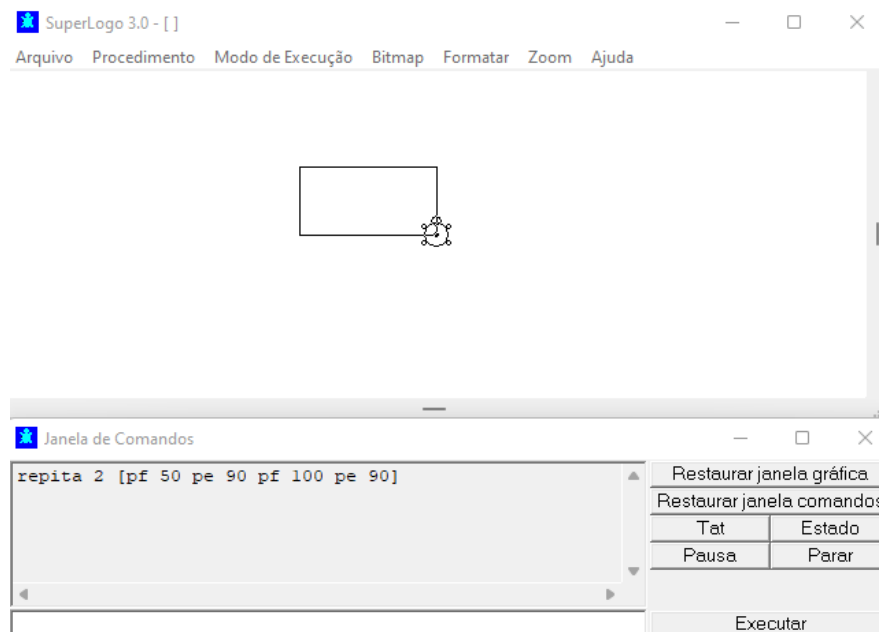 SuperLogo 3.0 - [ ]
Arquivo Procedimento Modo de Execução Bitmap Formatar Zoom Ajuda
Janela de Comandos
repita 2 [pf 50 pe 90 pf 100 pe 90]
Restaurar janela gráfica
Restaurar janela comandos
Tat Estado
Pausa Parar
Executar